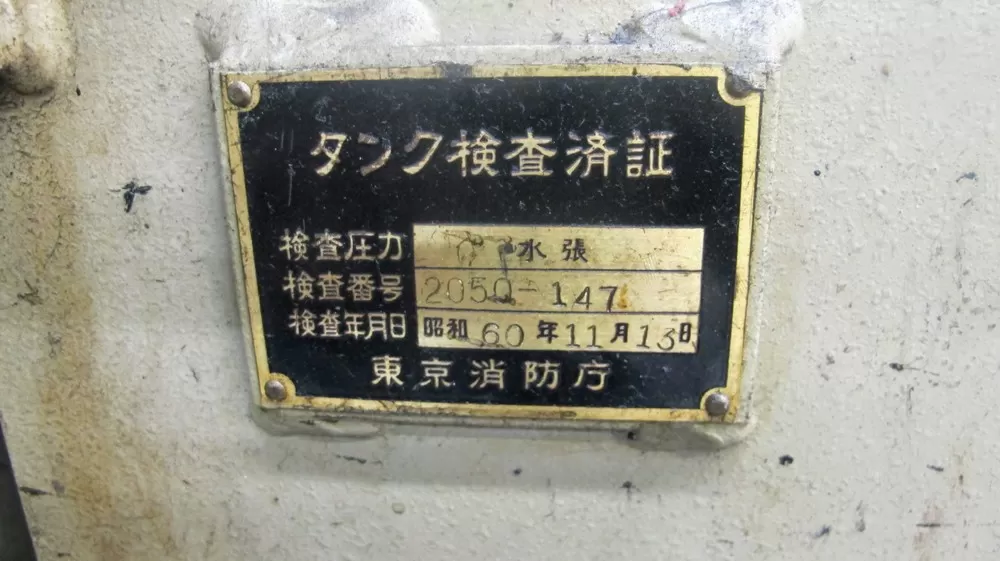 タンク検査済証
検査圧力 水張
検査番号 2050-147
検査年月日 昭和60年11月13日
東京消防庁